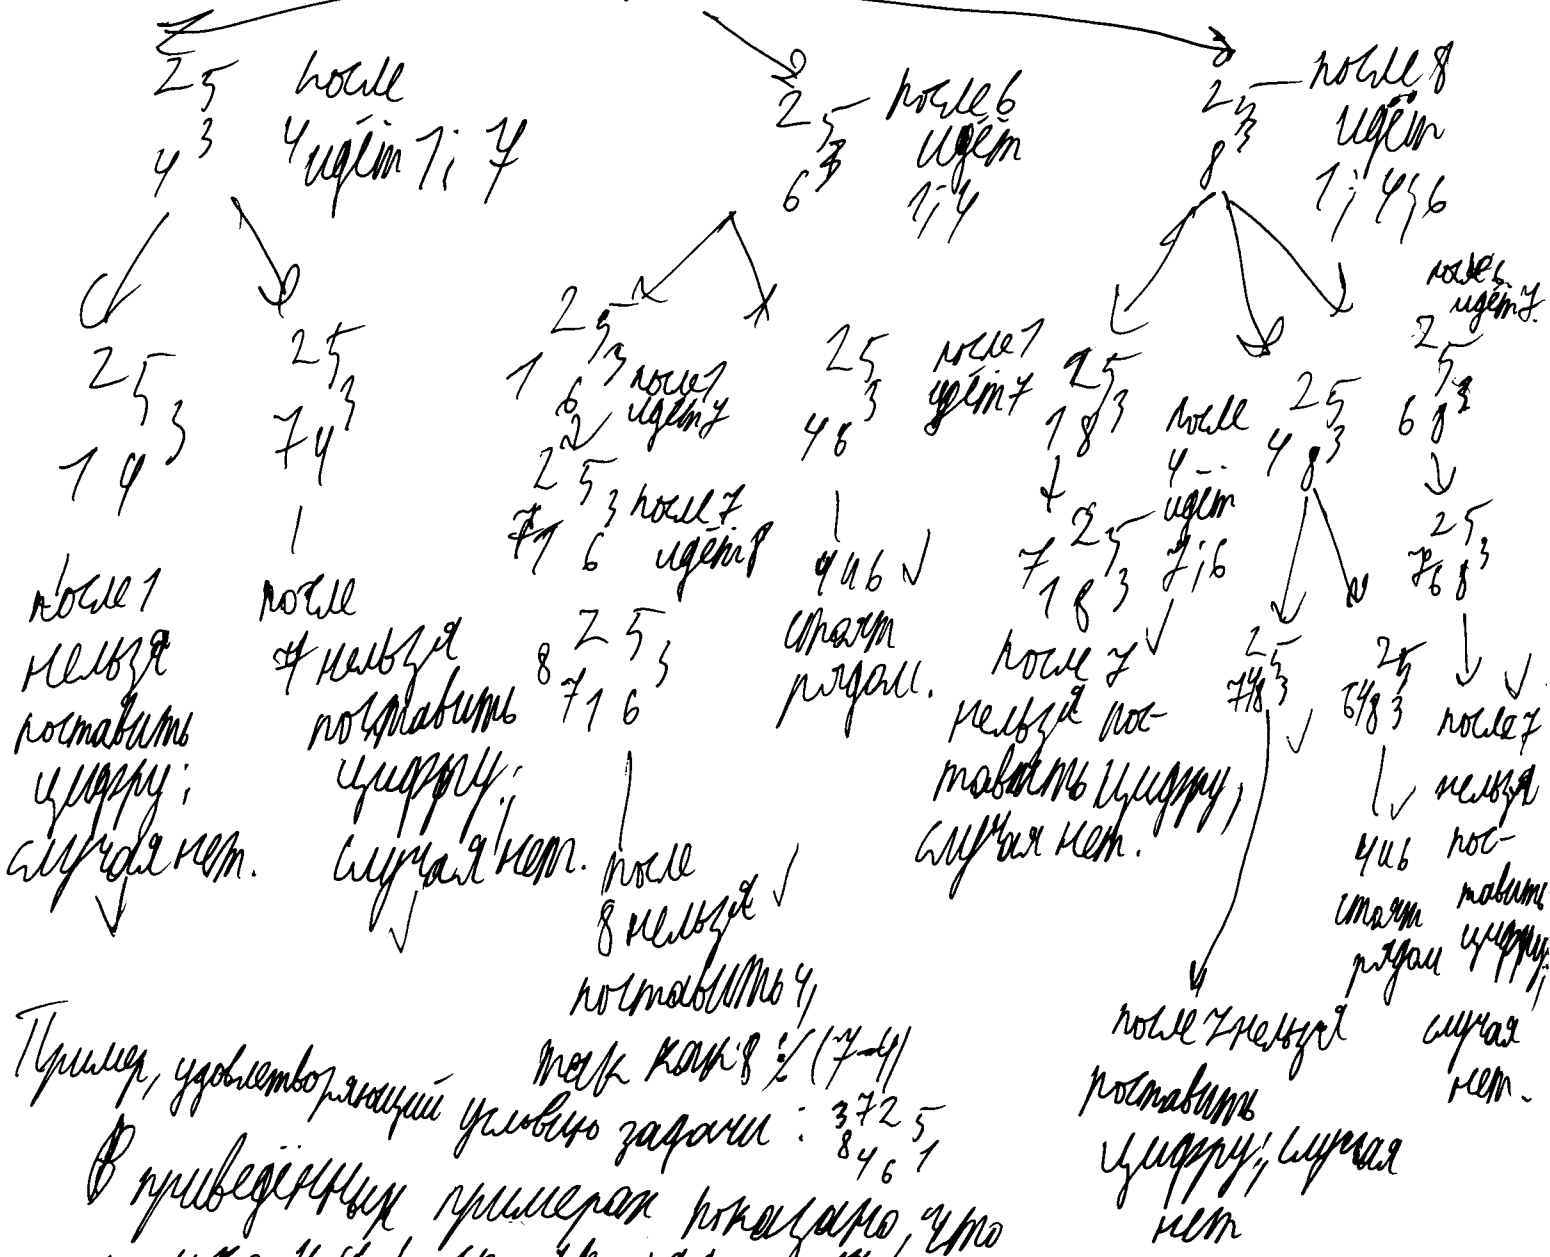 2 5 после
4 3 4 идёт 1; 7
2 5 после 6
3 идёт
6 1; 4
2 5 после 8
3 идёт
8 1; 4; 6
2 5
3
1 4
после 1
нельзя
поставить
цифру;
случая нет.
2 5
3
7 4
после
7 нельзя
поставить
цифру;
случая нет.
2 5
1 3 после 1
6 идёт 7
2 5
3 после 7
7 1 6 идёт 8
2 5
8 3
7 1 6
после
8 нельзя
поставить 4,
так как 8 (7-4)
2 5 после 1
3 идёт 7
4 6
4 и 6
стоят
рядом.
2 5
1 8 3
7 2 5
1 8 3
после 7
нельзя пос-
тавить цифру,
случая нет.
после
4
идёт
7; 6
2 5
4 3
8
2 5
7 4 8 3
после 7 нельзя
поставить
цифру; случая
нет
2 5
6 4 8 3
4 и 6
стоят
рядом
после 6
идёт 7.
2 5
6 8 3
2 5
7 6 8 3
после 7
нельзя
пос-
тавить
цифру;
случая
нет.
Пример, удовлетворяющий условию задачи: 3 7 2 5
8 4 6 1
В приведённых примерах показано, что